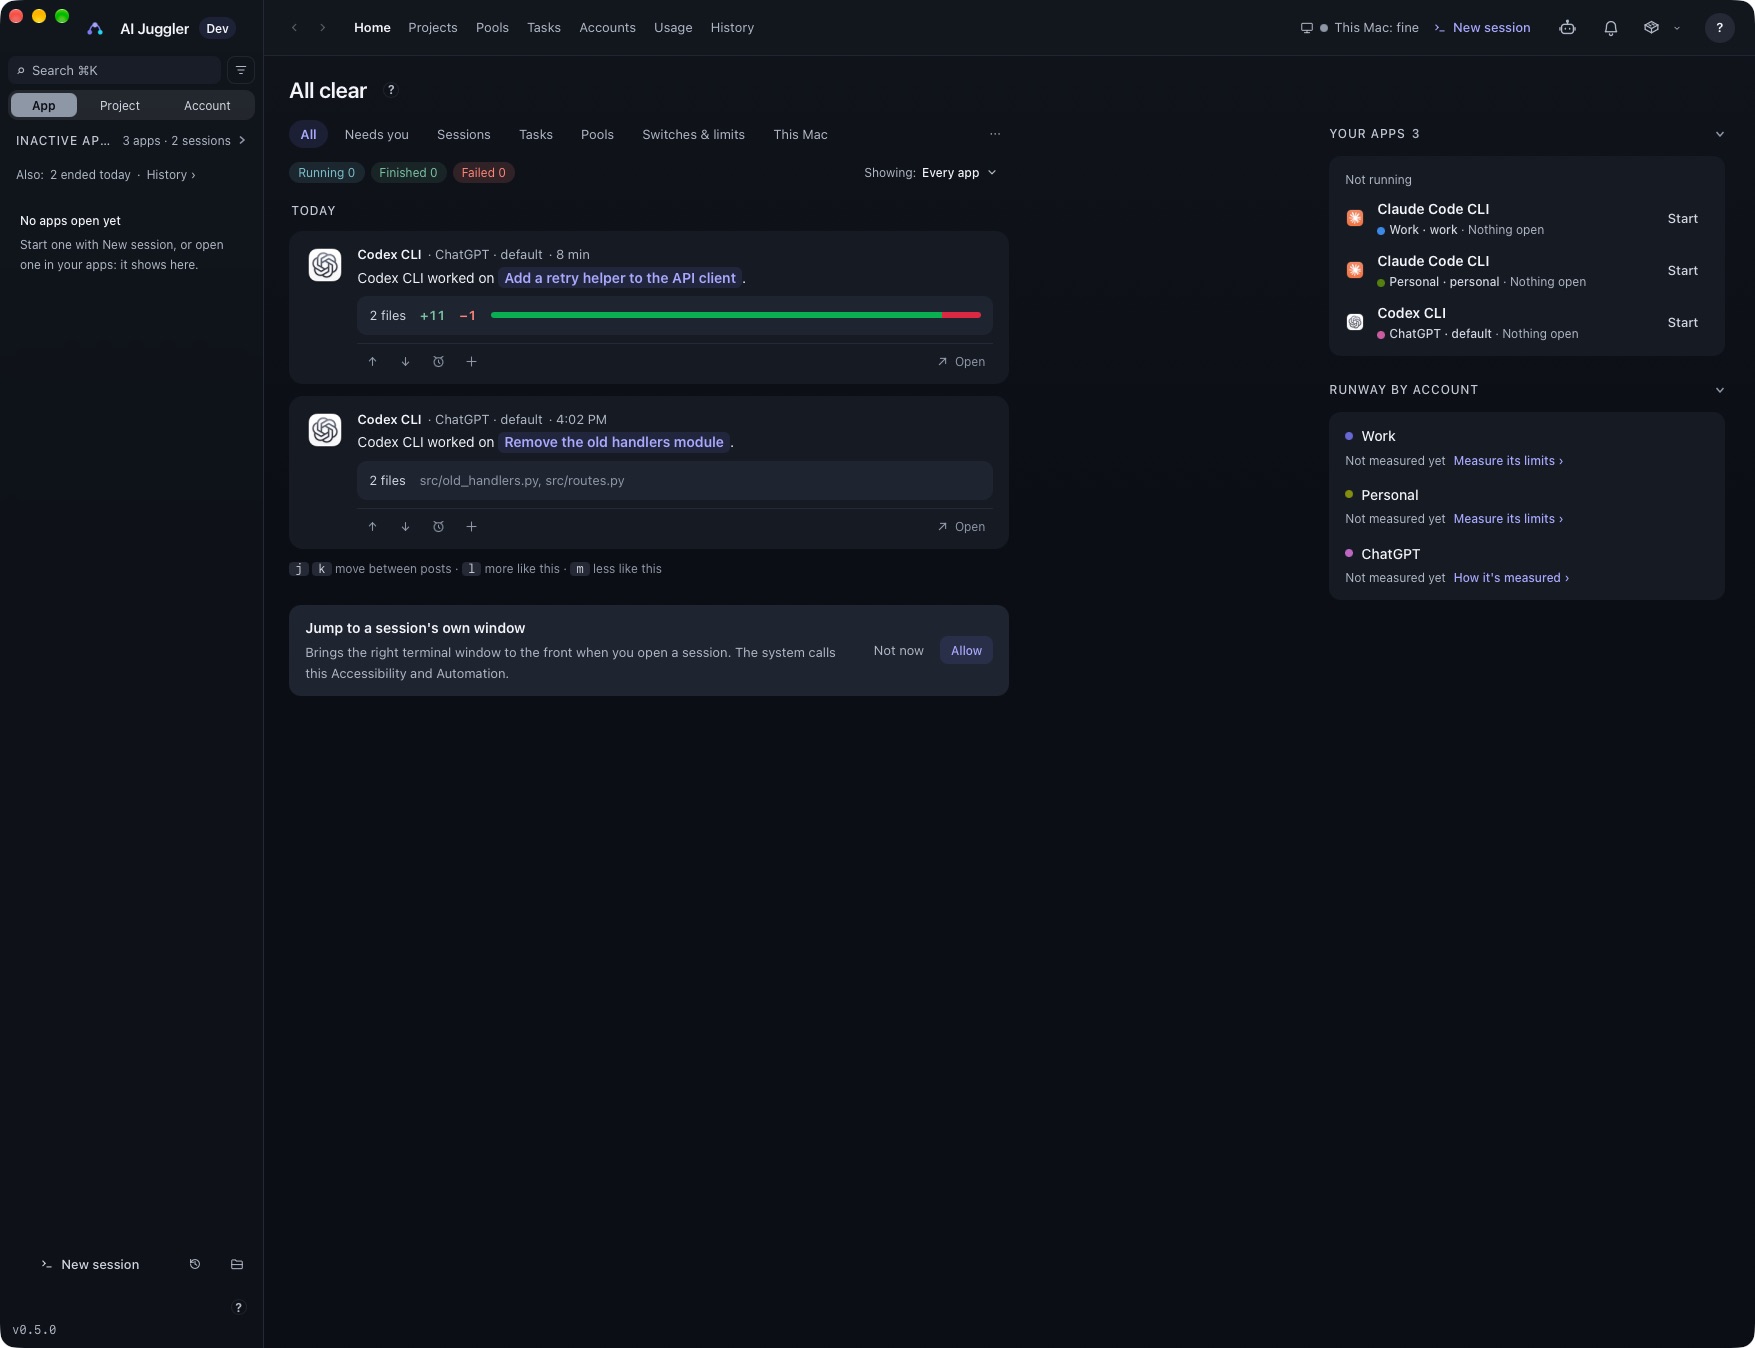 AI Juggler Dev
Search ⌘K
App Project Account
INACTIVE AP... 3 apps · 2 sessions
Also: 2 ended today · History ›
No apps open yet
Start one with New session, or open
one in your apps: it shows here.
New session
?
v0.5.0
Home Projects Pools Tasks Accounts Usage History
This Mac: fine New session ?
All clear ?
All Needs you Sessions Tasks Pools Switches & limits This Mac ...
Running 0 Finished 0 Failed 0 Showing: Every app
TODAY
Codex CLI · ChatGPT · default · 8 min
Codex CLI worked on Add a retry helper to the API client .
2 files +11 −1
Open
Codex CLI · ChatGPT · default · 4:02 PM
Codex CLI worked on Remove the old handlers module .
2 files src/old_handlers.py, src/routes.py
Open
j k move between posts · l more like this · m less like this
Jump to a session's own window
Brings the right terminal window to the front when you open a session. The system calls
this Accessibility and Automation.
Not now Allow
YOUR APPS 3
Not running
Claude Code CLI
Work · work · Nothing open
Start
Claude Code CLI
Personal · personal · Nothing open
Start
Codex CLI
ChatGPT · default · Nothing open
Start
RUNWAY BY ACCOUNT
Work
Not measured yet Measure its limits ›
Personal
Not measured yet Measure its limits ›
ChatGPT
Not measured yet How it's measured ›